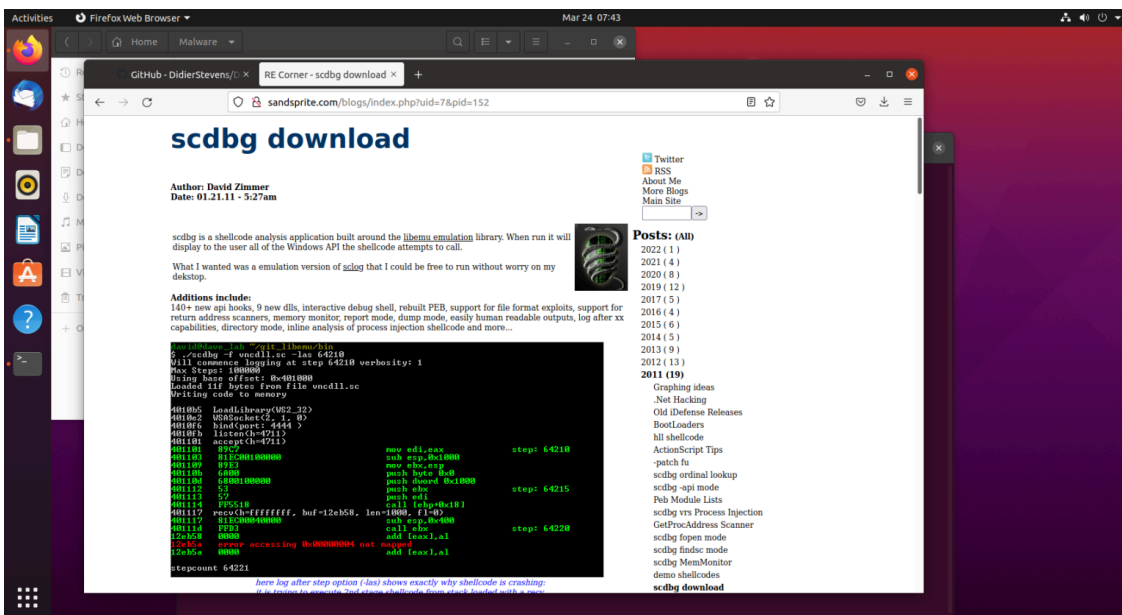 Activities
Firefox Web Browser
Mar 24 07:43
Home
Malware
GitHub - DidierStevens/D
RE Corner - scdbg download
sandsprite.com/blogs/index.php?uid=7&pid=152
scdbg download
Author: David Zimmer
Date: 01.21.11 - 5:27am
scdbg is a shellcode analysis application built around the libemu emulation library. When run it will
display to the user all of the Windows API the shellcode attempts to call.
What I wanted was a emulation version of sclog that I could be free to run without worry on my
dekstop.
Additions include:
140+ new api hooks, 9 new dlls, interactive debug shell, rebuilt PEB, support for file format exploits, support for
return address scanners, memory monitor, report mode, dump mode, easily human readable outputs, log after xx
capabilities, directory mode, inline analysis of process injection shellcode and more...
david@dave_lab ~/git_libemu/bin
$ ./scdbg -f vncdll.sc -las 64210
Will commence logging at step 64210 verbosity: 1
Max Steps: 100000
Using base offset: 0x401000
Loaded 11f bytes from file vncdll.sc
Writing code to memory
4010b5 LoadLibrary(WS2_32)
4010e2 WSASocket(2, 1, 0)
4010f6 bind(port: 4444 )
4010fb listen(h=4711)
401101 accept(h=4711)
401101 89C7 mov edi,eax step: 64210
401103 81EC00100000 sub esp,0x1000
401109 89E3 mov ebx,esp
40110b 6A00 push byte 0x0
40110d 6800100000 push dword 0x1000
401112 53 push ebx step: 64215
401113 57 push edi
401114 FF5518 call [ebp+0x18]
401117 recv(h=ffffffff, buf=12eb58, len=1000, fl=0)
401117 81EC00040000 sub esp,0x400
40111d FFD3 call ebx step: 64220
12eb58 0000 add [eax],al
12eb5a error accessing 0x00000004 not mapped
12eb5a 0000 add [eax],al
stepcount 64221
here log after step option (-las) shows exactly why shellcode is crashing:
it is trying to execute 2nd stage shellcode from stack loaded with a recv
Twitter
RSS
About Me
More Blogs
Main Site
->
Posts: (All)
2022 ( 1 )
2021 ( 4 )
2020 ( 8 )
2019 ( 12 )
2017 ( 5 )
2016 ( 4 )
2015 ( 6 )
2014 ( 5 )
2013 ( 9 )
2012 ( 13 )
2011 (19)
Graphing ideas
.Net Hacking
Old iDefense Releases
BootLoaders
hll shellcode
ActionScript Tips
-patch fu
scdbg ordinal lookup
scdbg -api mode
Peb Module Lists
scdbg vrs Process Injection
GetProcAddress Scanner
scdbg fopen mode
scdbg findsc mode
scdbg MemMonitor
demo shellcodes
scdbg download